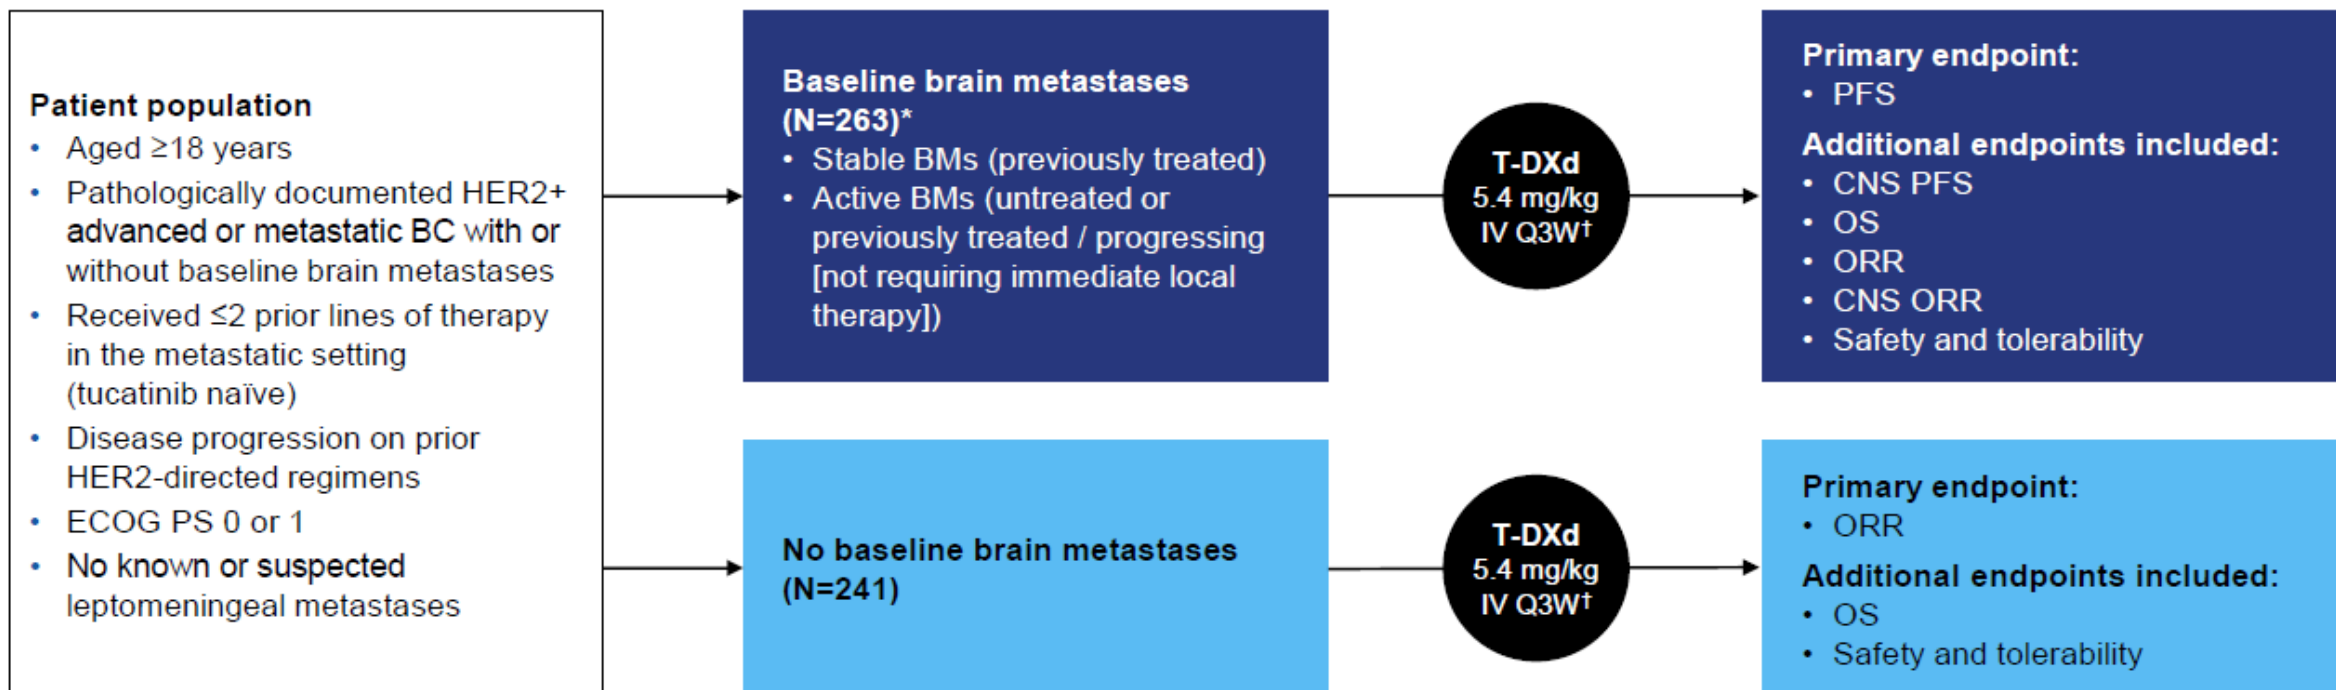 Patient population
• Aged ≥18 years
• Pathologically documented HER2+
advanced or metastatic BC with or
without baseline brain metastases
• Received ≤2 prior lines of therapy
in the metastatic setting
(tucatinib naïve)
• Disease progression on prior
HER2-directed regimens
• ECOG PS 0 or 1
• No known or suspected
leptomeningeal metastases
Baseline brain metastases
(N=263)*
• Stable BMs (previously treated)
• Active BMs (untreated or
previously treated / progressing
[not requiring immediate local
therapy])
T-DXd
5.4 mg/kg
IV Q3W†
Primary endpoint:
• PFS
Additional endpoints included:
• CNS PFS
• OS
• ORR
• CNS ORR
• Safety and tolerability
No baseline brain metastases
(N=241)
T-DXd
5.4 mg/kg
IV Q3W†
Primary endpoint:
• ORR
Additional endpoints included:
• OS
• Safety and tolerability